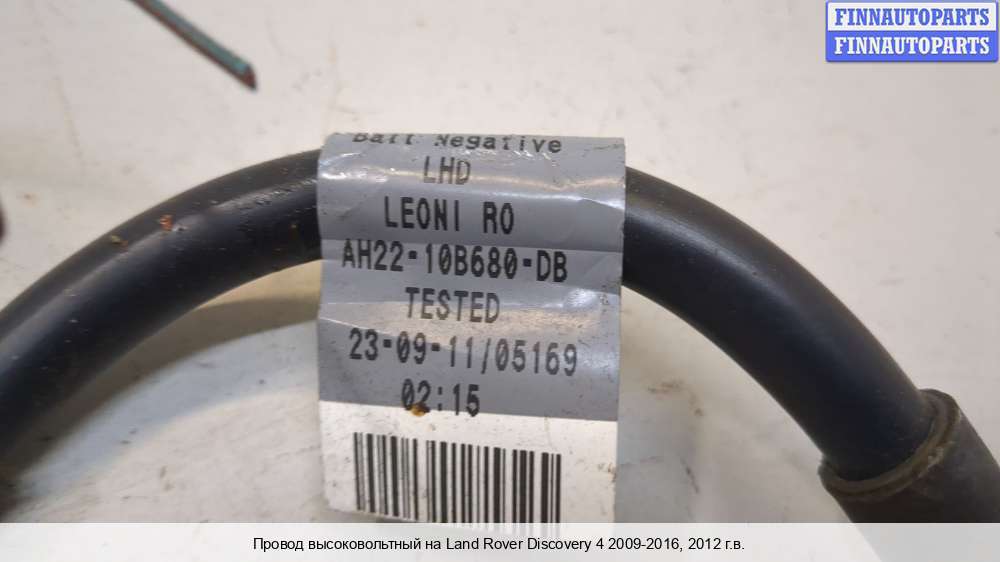 FINNAUTOPARTS
FINNAUTOPARTS
Batt Negative
LHD
LEONI RO
AH22-10B680-DB
TESTED
23-09-11/05169
02:15
Провод высоковольтный на Land Rover Discovery 4 2009-2016, 2012 г.в.